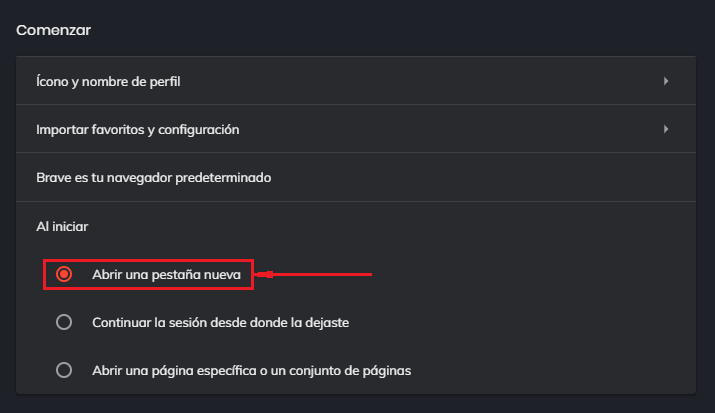 Comenzar
Ícono y nombre de perfil
Importar favoritos y configuración
Brave es tu navegador predeterminado
Al iniciar
Abrir una pestaña nueva
Continuar la sesión desde donde la dejaste
Abrir una página específica o un conjunto de páginas